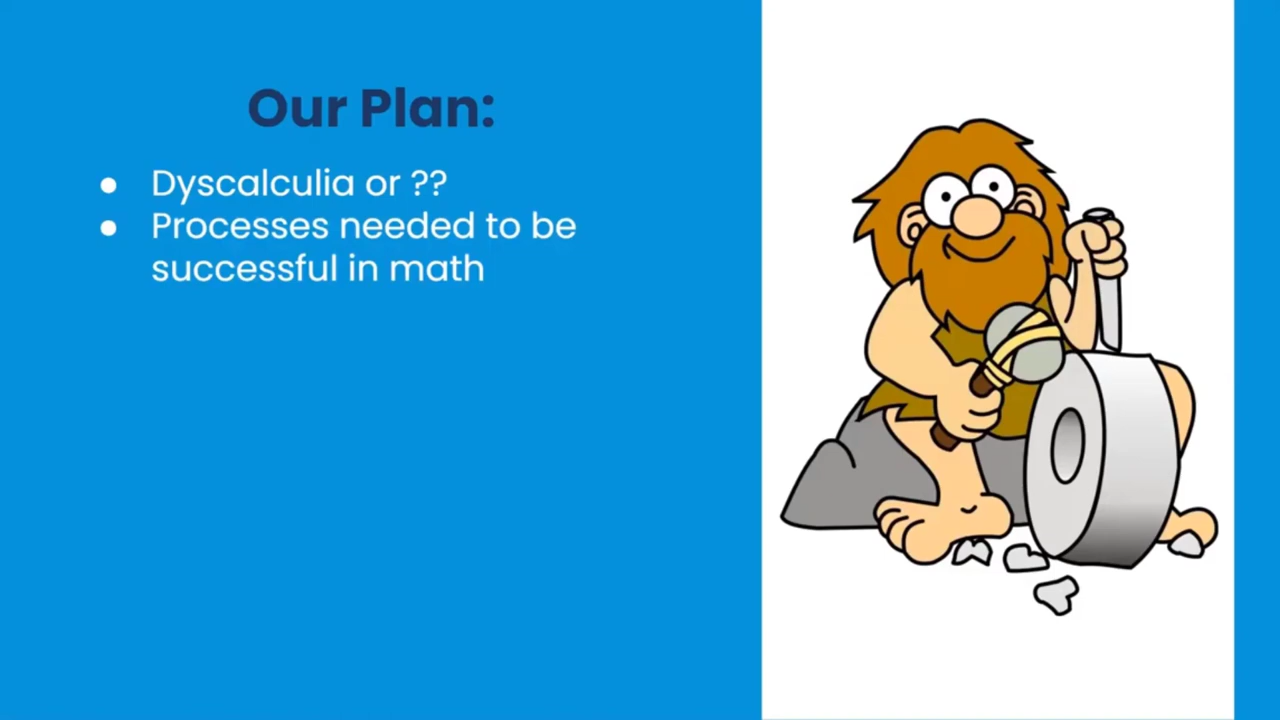 Our Plan:
● Dyscalculia or ??
● Processes needed to be
successful in math